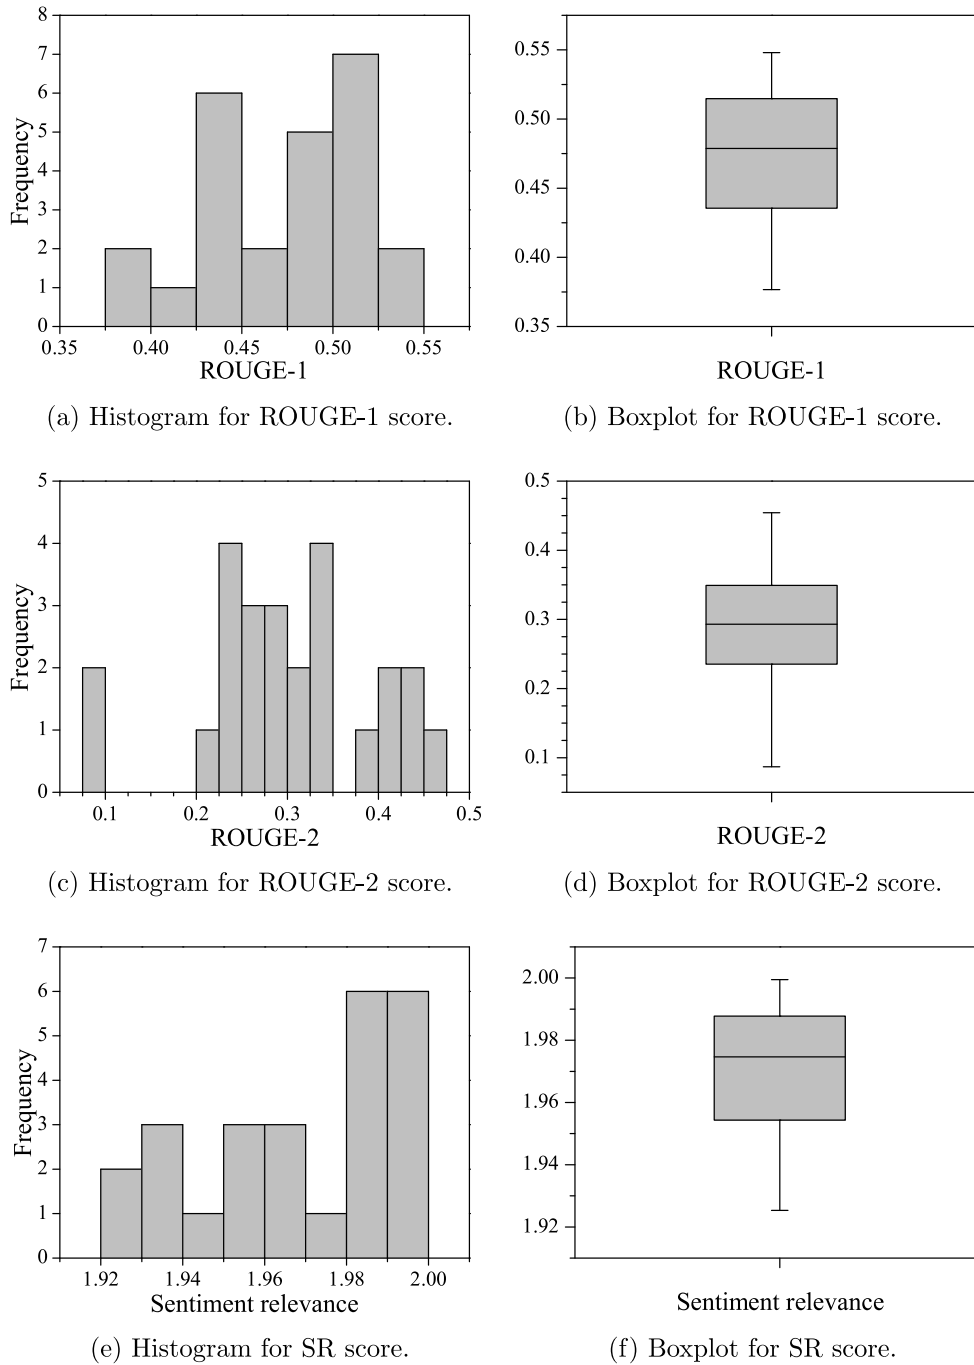 8
7
6
5
4
3
2
1
0
Frequency
0.35 0.40 0.45 0.50 0.55
ROUGE-1
0.55
0.50
0.45
0.40
0.35
ROUGE-1
(a) Histogram for ROUGE-1 score.
(b) Boxplot for ROUGE-1 score.
5
4
3
2
1
0
Frequency
0.1 0.2 0.3 0.4 0.5
ROUGE-2
0.5
0.4
0.3
0.2
0.1
ROUGE-2
(c) Histogram for ROUGE-2 score.
(d) Boxplot for ROUGE-2 score.
7
6
5
4
3
2
1
0
Frequency
1.92 1.94 1.96 1.98 2.00
Sentiment relevance
2.00
1.98
1.96
1.94
1.92
Sentiment relevance
(e) Histogram for SR score.
(f) Boxplot for SR score.